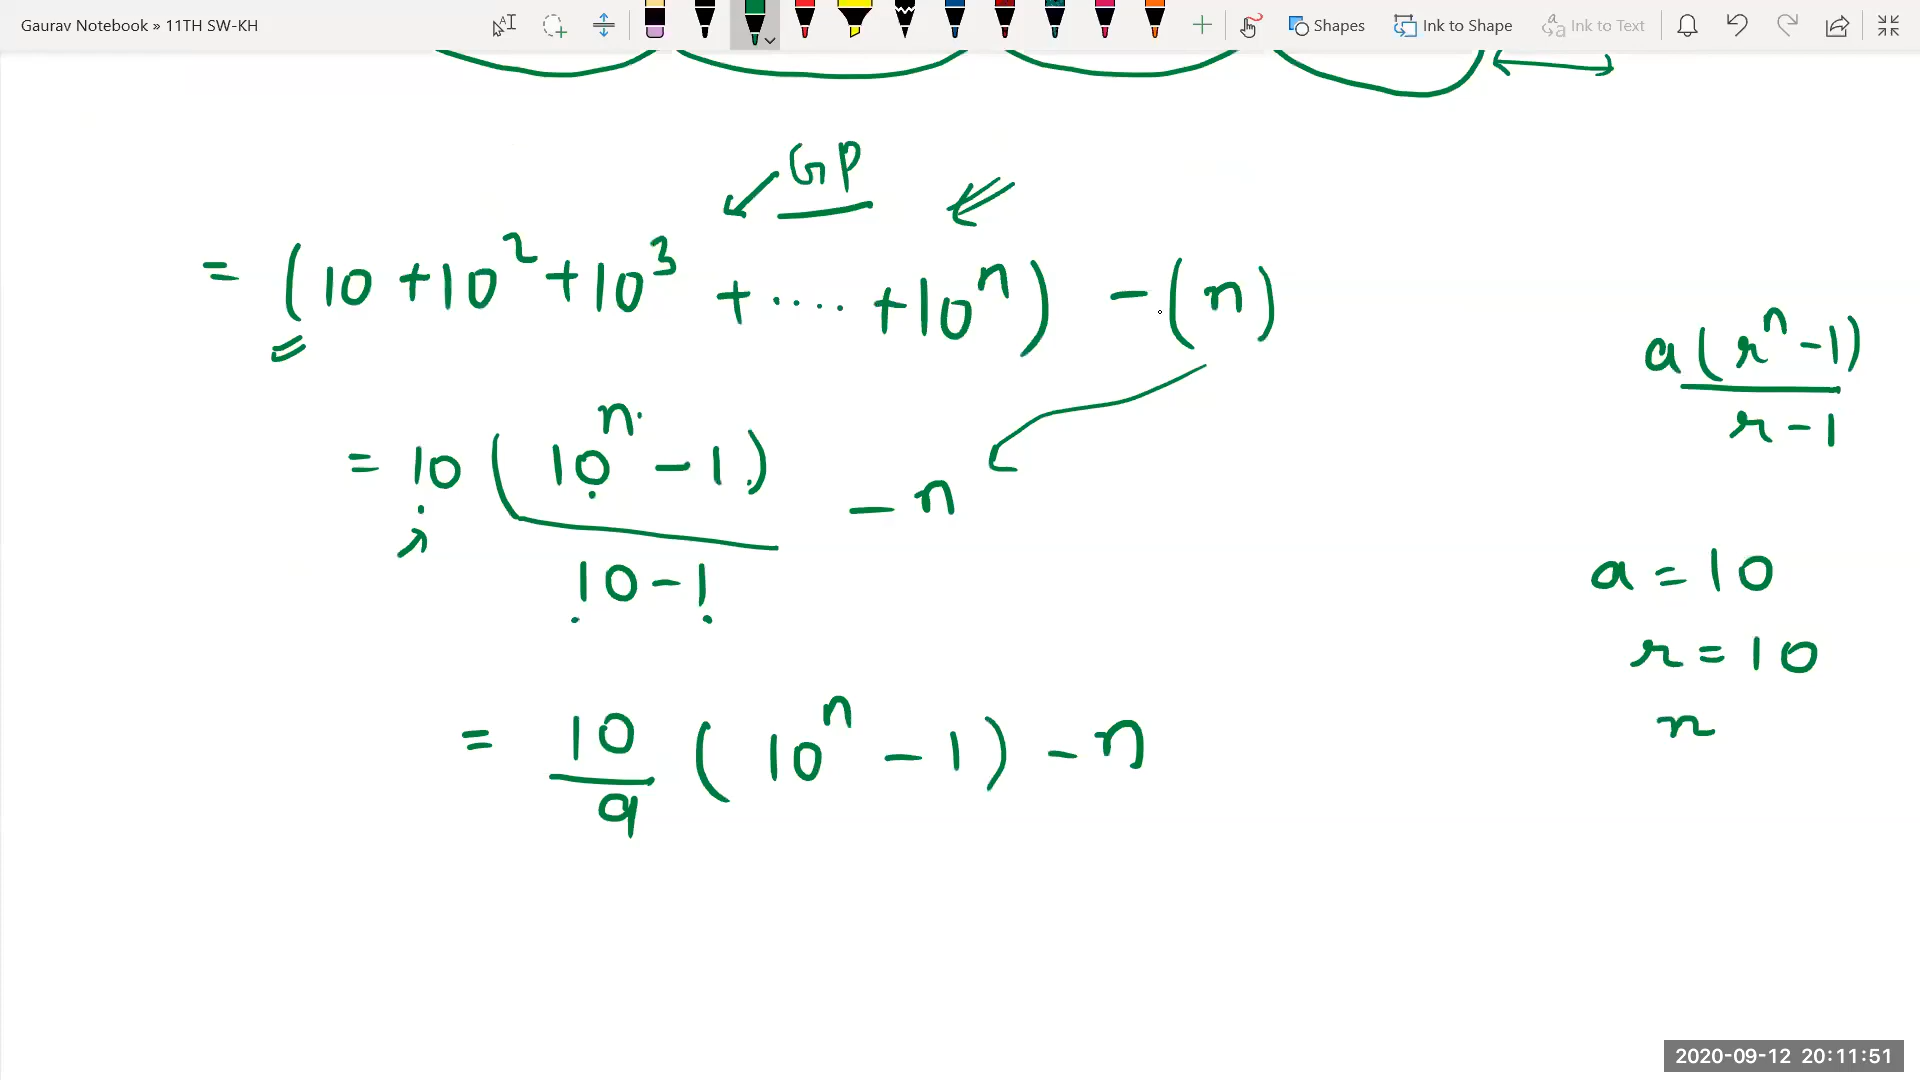 Gaurav Notebook » 11TH SW-KH
Shapes
Ink to Shape
Ink to Text
GP
= (10 + 10² + 10³ + ..... + 10ⁿ) - (n)
a(rⁿ - 1)
r - 1
= 10 (10ⁿ - 1) - n
10 - 1
a = 10
r = 10
n
= 10/9 (10ⁿ - 1) - n
2020-09-12 20:11:51